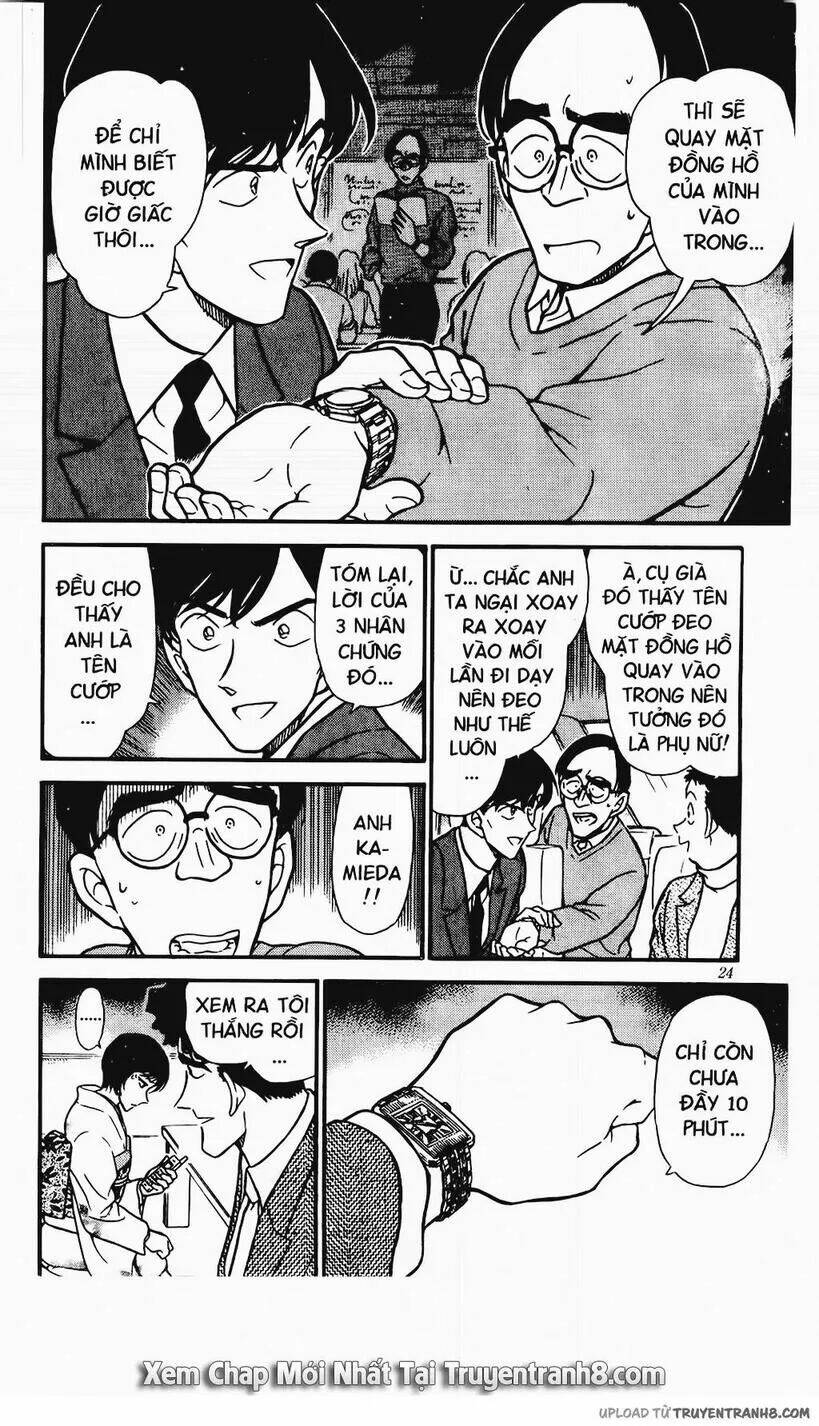 THÌ SẼ
QUAY MẶT
ĐỒNG HỒ
CỦA MÌNH
VÀO
TRONG...
ĐỂ CHỈ
MÌNH BIẾT
ĐƯỢC
GIỜ GIẤC
THÔI...
À, CỤ GIÀ
ĐÓ THẤY TÊN
CƯỚP ĐEO
MẶT ĐỒNG HỒ
QUAY VÀO
TRONG NÊN
TƯỞNG ĐÓ
LÀ PHỤ NỮ!
Ừ... CHẮC ANH
TA NGẠI XOAY
RA XOAY
VÀO MỖI
LẦN ĐI DẠY
NÊN ĐEO
NHƯ THẾ
LUÔN
...
TÓM LẠI,
LỜI CỦA
3 NHÂN
CHỨNG
ĐÓ...
ĐỀU CHO
THẤY
ANH LÀ
TÊN
CƯỚP
...
ANH
KA-
MIEDA
!!
24
CHỈ CÒN
CHƯA
ĐẦY 10
PHÚT...
XEM RA TÔI
THẮNG RỒI
...
......
Xem Chap Mới Nhất Tại Truyentranh8.com
UPLOAD TỪ TRUYENTRANH8.COM